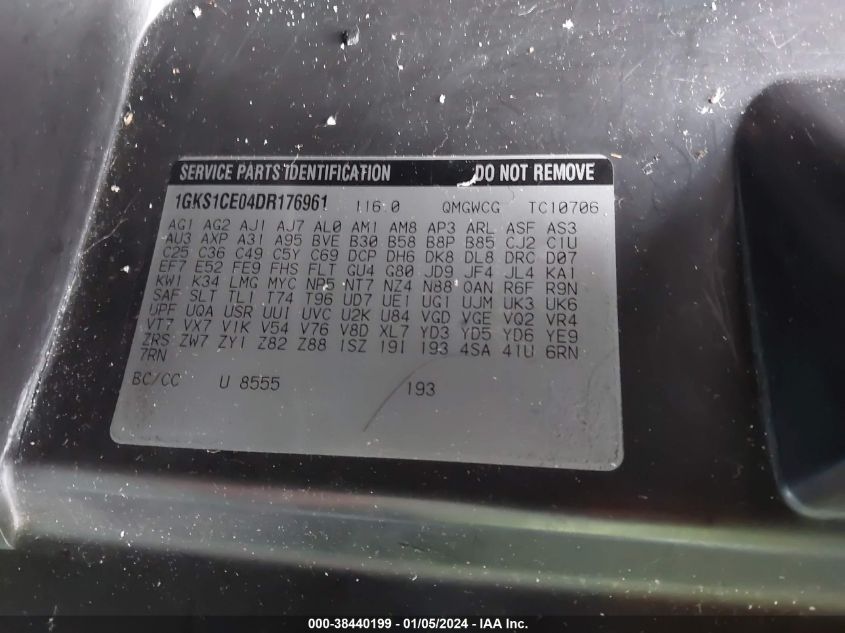 SERVICE PARTS IDENTIFICATION DO NOT REMOVE
1GKS1CE04DR176961 116.0 QMGWCG TC10706
AG1 AG2 AJ1 AJ7 AL0 AM1 AM8 AP3 ARL ASF AS3
AU3 AXP A31 A95 BVE B30 B58 B8P B85 CJ2 C1U
C25 C36 C49 C5Y C69 DCP DH6 DK8 DL8 DRC D07
EF7 E52 FE9 FHS FLT GU4 G80 JD9 JF4 JL4 KA1
KW1 K34 LMG MYC NP5 NT7 NZ4 N88 QAN R6F R9N
SAF SLT TL1 T74 T96 UD7 UE1 UG1 UJM UK3 UK6
UPF UQA USR UU1 UVC U2K U84 VGD VGE VQ2 VR4
VT7 VX7 V1K V54 V76 V8D XL7 YD3 YD5 YD6 YE9
ZRS ZW7 ZY1 Z82 Z88 1SZ 191 193 4SA 41U 6RN
7RN
BC/CC U 8555 193
000-38440199 - 01/05/2024 - IAA Inc.